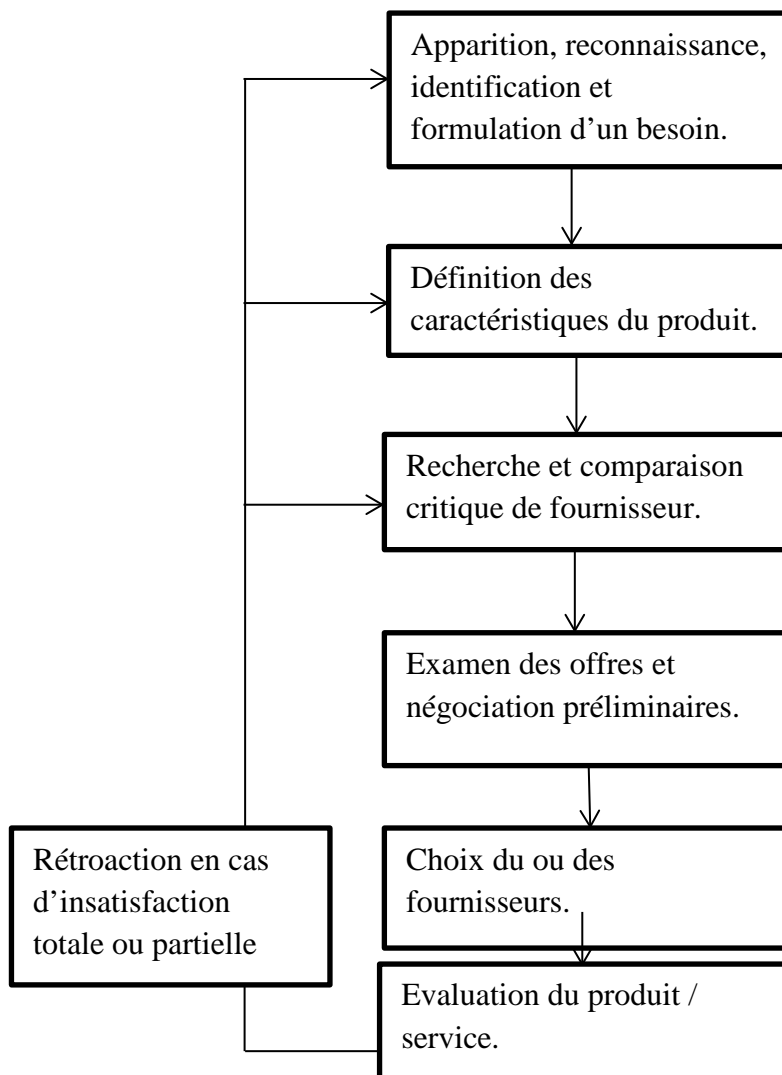 Apparition, reconnaissance,
identification et
formulation d’un besoin.
Définition des
caractéristiques du produit.
Recherche et comparaison
critique de fournisseur.
Examen des offres et
négociation préliminaires.
Choix du ou des
fournisseurs.
Rétroaction en cas
d’insatisfaction
totale ou partielle
Evaluation du produit /
service.